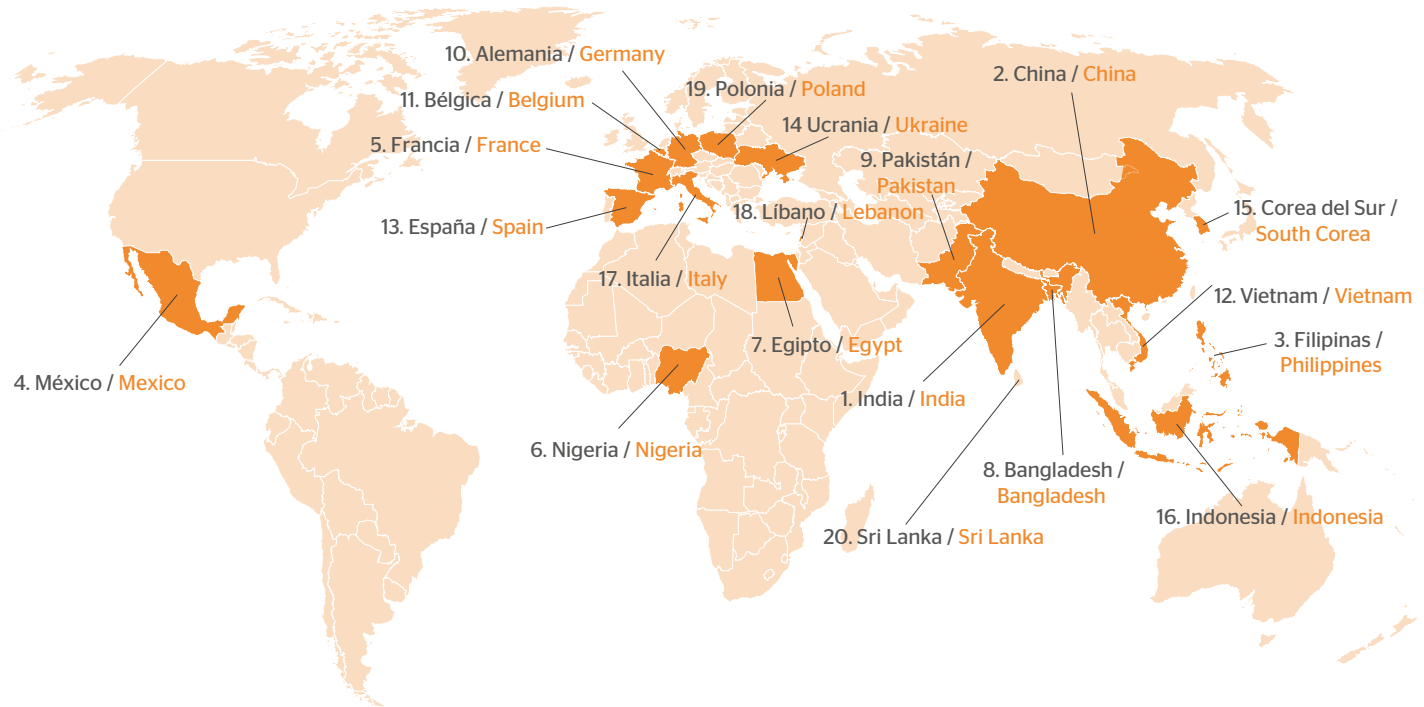 10. Alemania / Germany
2. China / China
19. Polonia / Poland
11. Bélgica / Belgium
14 Ucrania / Ukraine
5. Francia / France
9. Pakistán /
Pakistan
18. Líbano / Lebanon
15. Corea del Sur /
South Corea
13. España / Spain
17. Italia / Italy
12. Vietnam / Vietnam
7. Egipto / Egypt
3. Filipinas /
Philippines
4. México / Mexico
1. India / India
6. Nigeria / Nigeria
8. Bangladesh /
Bangladesh
16. Indonesia / Indonesia
20. Sri Lanka / Sri Lanka